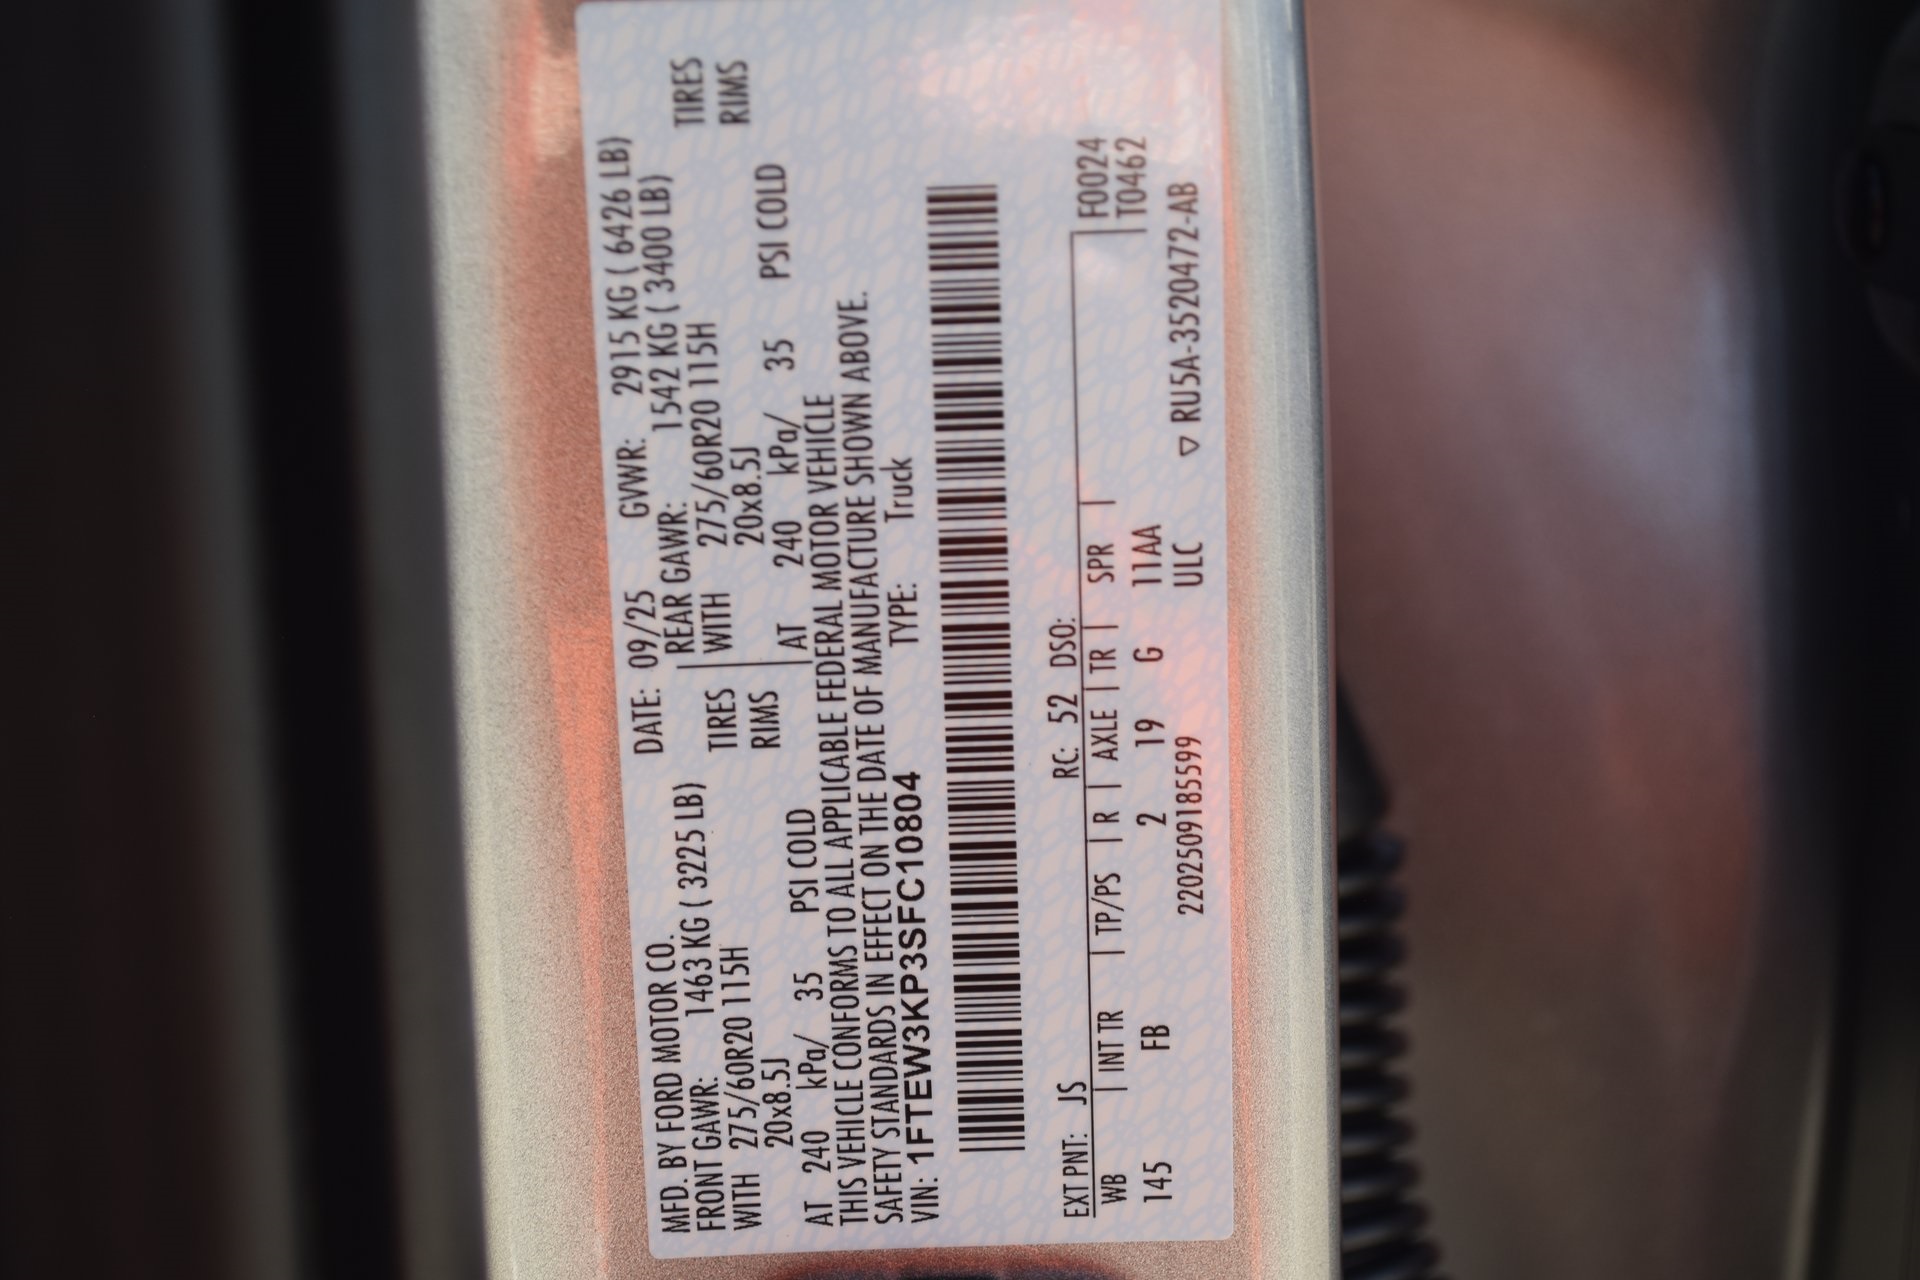 MFD. BY FORD MOTOR CO. DATE: 09/25 GVWR: 2915 KG ( 6426 LB)
FRONT GAWR: 1463 KG ( 3225 LB) REAR GAWR: 1542 KG ( 3400 LB)
WITH 275/60R20 115H TIRES WITH 275/60R20 115H TIRES
20x8.5J RIMS 20x8.5J RIMS
AT 240 kPa/ 35 PSI COLD AT 240 kPa/ 35 PSI COLD
THIS VEHICLE CONFORMS TO ALL APPLICABLE FEDERAL MOTOR VEHICLE
SAFETY STANDARDS IN EFFECT ON THE DATE OF MANUFACTURE SHOWN ABOVE.
VIN: 1FTEW3KP3SFC10804 TYPE: Truck
EXT PNT: JS RC: 52 DSO:
WB | INT TR | TP/PS | R | AXLE | TR | SPR | F0024
145 FB 2 19 G 11AA T0462
2202509185599 ULC ▽ RU5A-3520472-AB